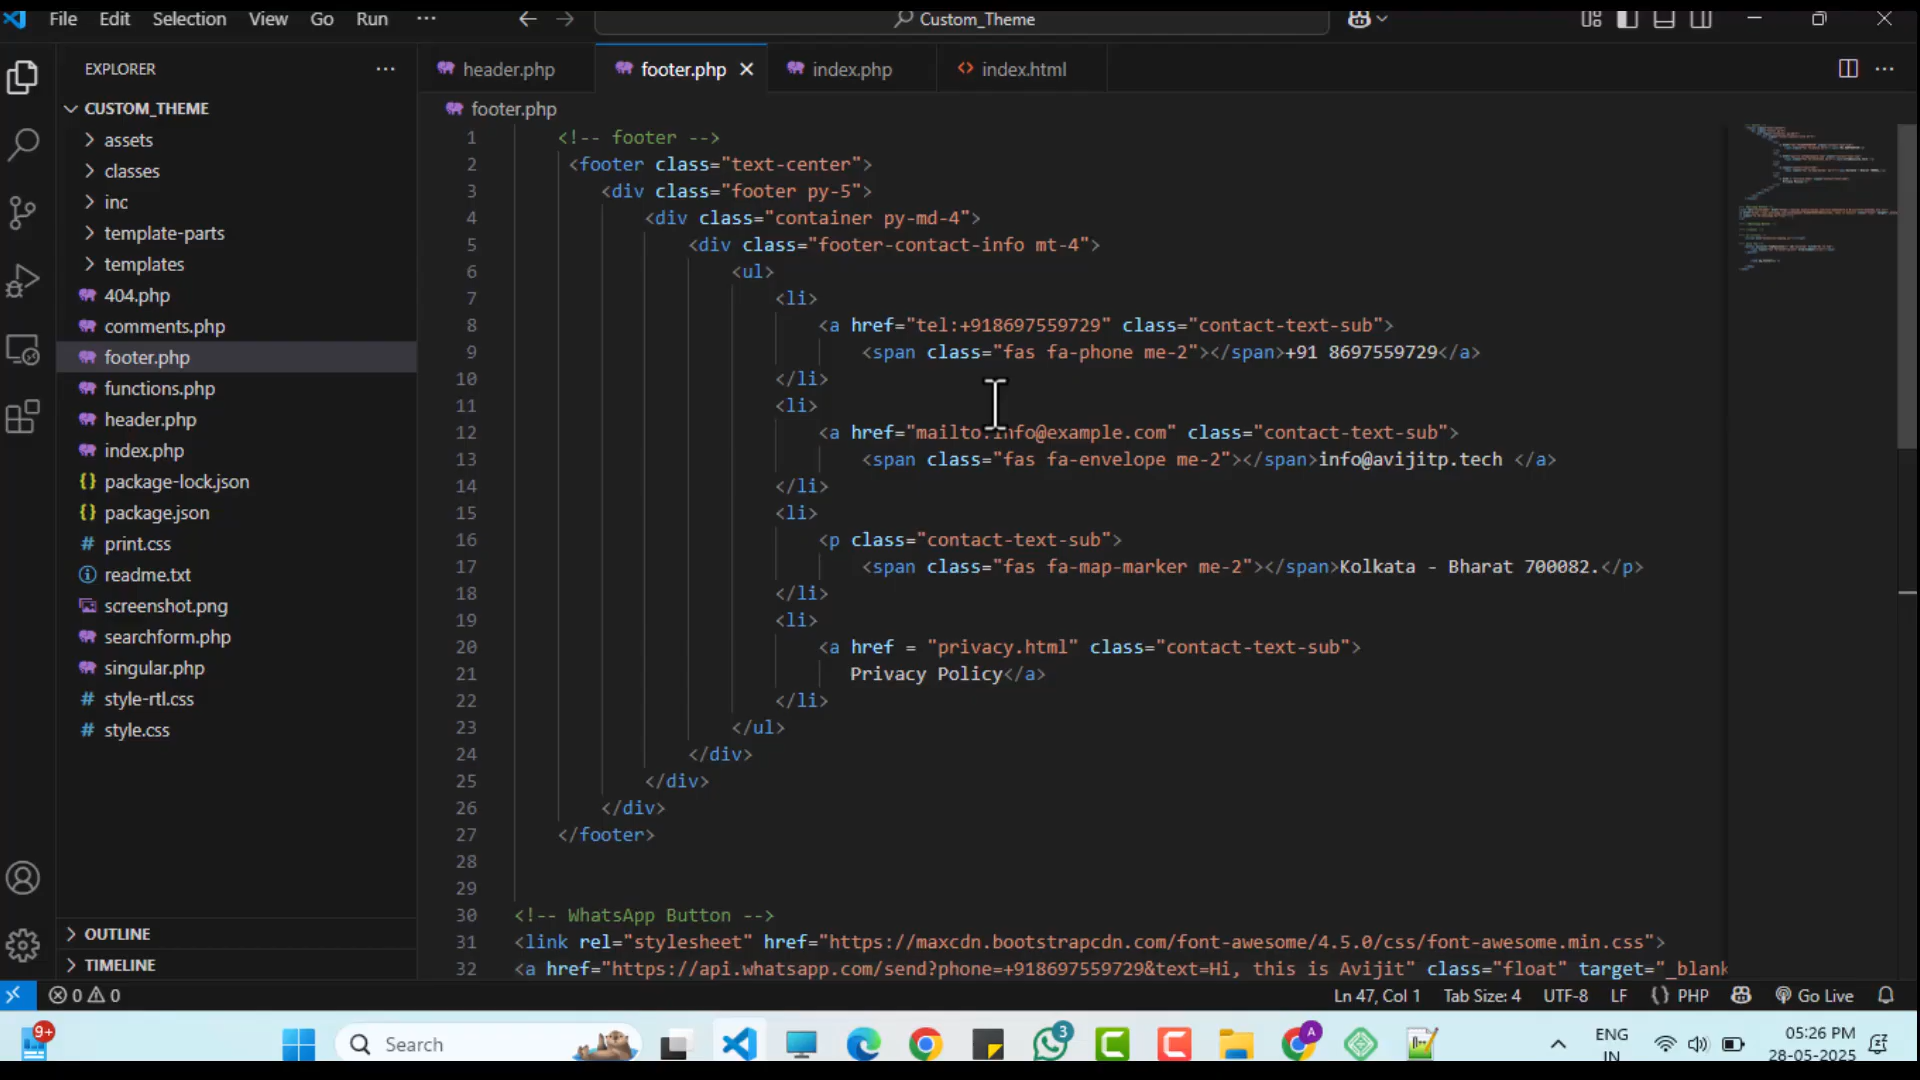 File Edit Selection View Go Run ···
Custom_Theme
EXPLORER
header.php footer.php index.php index.html
CUSTOM_THEME
assets
classes
inc
template-parts
templates
404.php
comments.php
footer.php
functions.php
header.php
index.php
package-lock.json
package.json
print.css
readme.txt
screenshot.png
searchform.php
singular.php
style-rtl.css
style.css
OUTLINE
TIMELINE
footer.php
1 <!-- footer -->
2 <footer class="text-center">
3 <div class="footer py-5">
4 <div class="container py-md-4">
5 <div class="footer-contact-info mt-4">
6 <ul>
7 <li>
8 <a href="tel:+918697559729" class="contact-text-sub">
9 <span class="fas fa-phone me-2"></span>+91 8697559729</a>
10 </li>
11 <li>
12 <a href="mailto:info@example.com" class="contact-text-sub">
13 <span class="fas fa-envelope me-2"></span>info@avijitp.tech </a>
14 </li>
15 <li>
16 <p class="contact-text-sub">
17 <span class="fas fa-map-marker me-2"></span>Kolkata - Bharat 700082.</p>
18 </li>
19 <li>
20 <a href = "privacy.html" class="contact-text-sub">
21 Privacy Policy</a>
22 </li>
23 </ul>
24 </div>
25 </div>
26 </div>
27 </footer>
28
29
30 <!-- WhatsApp Button -->
31 <link rel="stylesheet" href="https://maxcdn.bootstrapcdn.com/font-awesome/4.5.0/css/font-awesome.min.css">
32 <a href="https://api.whatsapp.com/send?phone=+918697559729&text=Hi, this is Avijit" class="float" target="_blank
0 0 Ln 47, Col 1 Tab Size: 4 UTF-8 LF {} PHP Go Live
9+ Search 3 A ENG IN 05:26 PM
28-05-2025